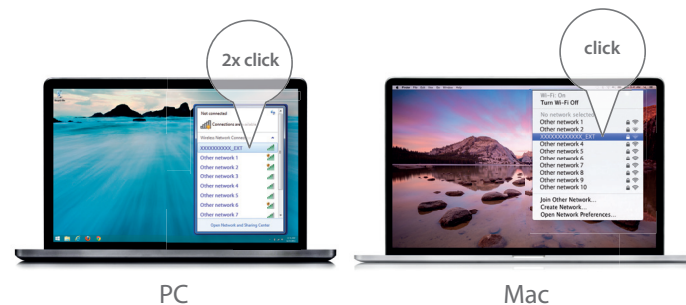 2x click
Not connected
Connections are
Wireless Network Connec
XXXXXXXXXX_EXT
Other network 1
Other network 2
Other network 3
Other network 4
Other network 5
Other network 6
Other network 7
Open Network and Sharing Center
PC
click
Wi-Fi: On
Turn Wi-Fi Off
No network selected
Other network 1
Other network 2
XXXXXXXXXXXXXX_EXT
Other network 4
Other network 5
Other network 6
Other network 7
Other network 8
Other network 9
Other network 10
Join Other Network...
Create Network...
Open Network Preferences...
Mac